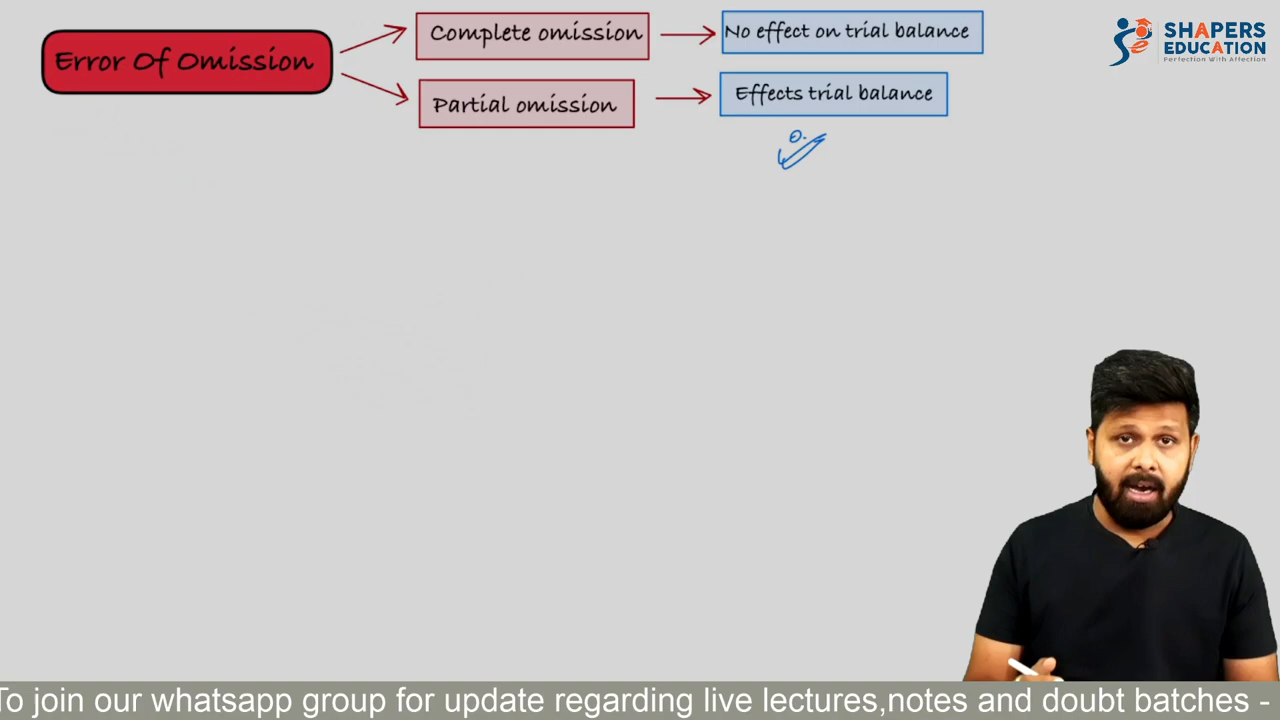 Error Of Omission
Complete omission
No effect on trial balance
Partial omission
Effects trial balance
SHAPERS
EDUCATION
Perfection With Affection
To join our whatsapp group for update regarding live lectures,notes and doubt batches -